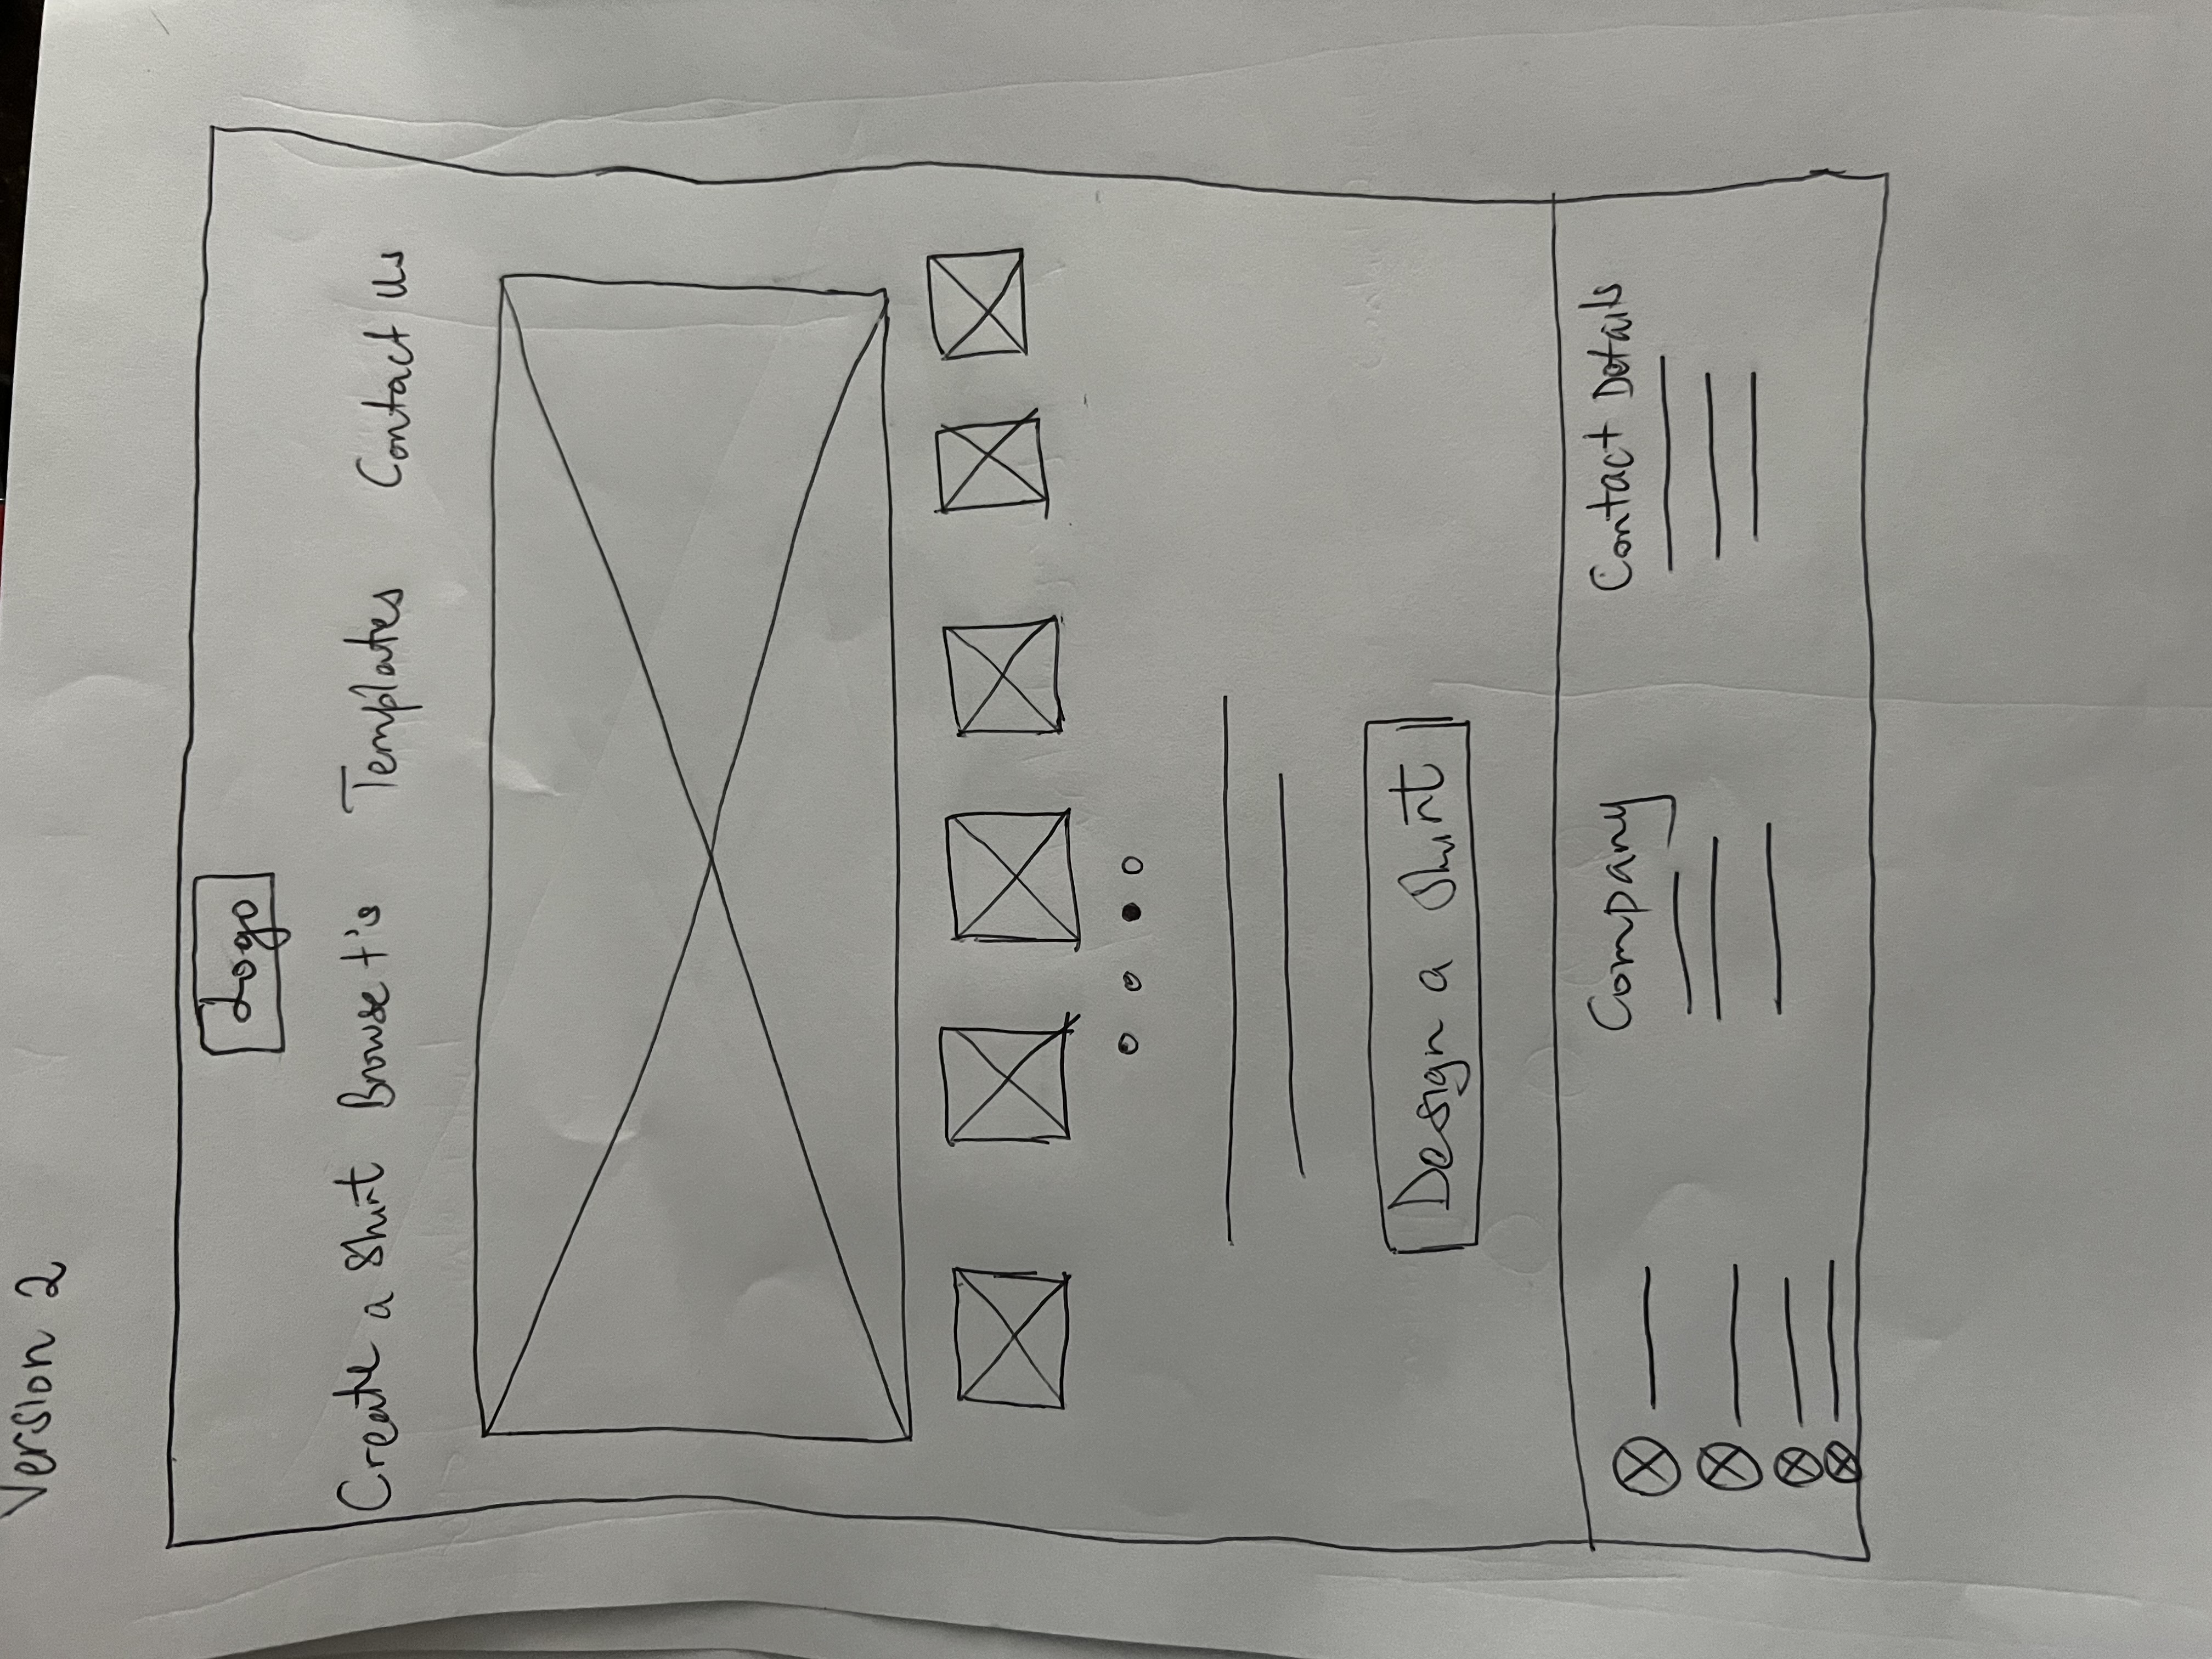 Version 2
Logo
Create a Shirt Browse t's Templates Contact Us
Design a Shirt
Company Contact Details